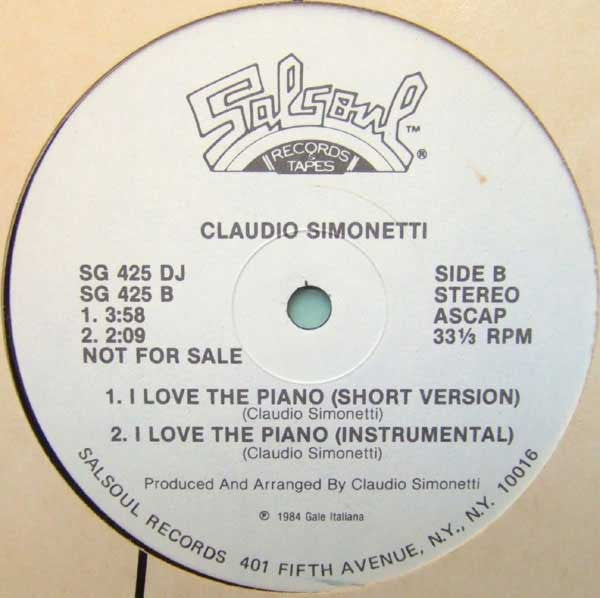 Salsoul ™ ®
RECORDS & TAPES
CLAUDIO SIMONETTI
SG 425 DJ
SG 425 B
1. 3:58
2. 2:09
NOT FOR SALE
SIDE B
STEREO
ASCAP
33⅓ RPM
1. I LOVE THE PIANO (SHORT VERSION)
(Claudio Simonetti)
2. I LOVE THE PIANO (INSTRUMENTAL)
(Claudio Simonetti)
Produced And Arranged By Claudio Simonetti
℗ 1984 Gale Italiana
SALSOUL RECORDS 401 FIFTH AVENUE, N.Y., N.Y. 10016